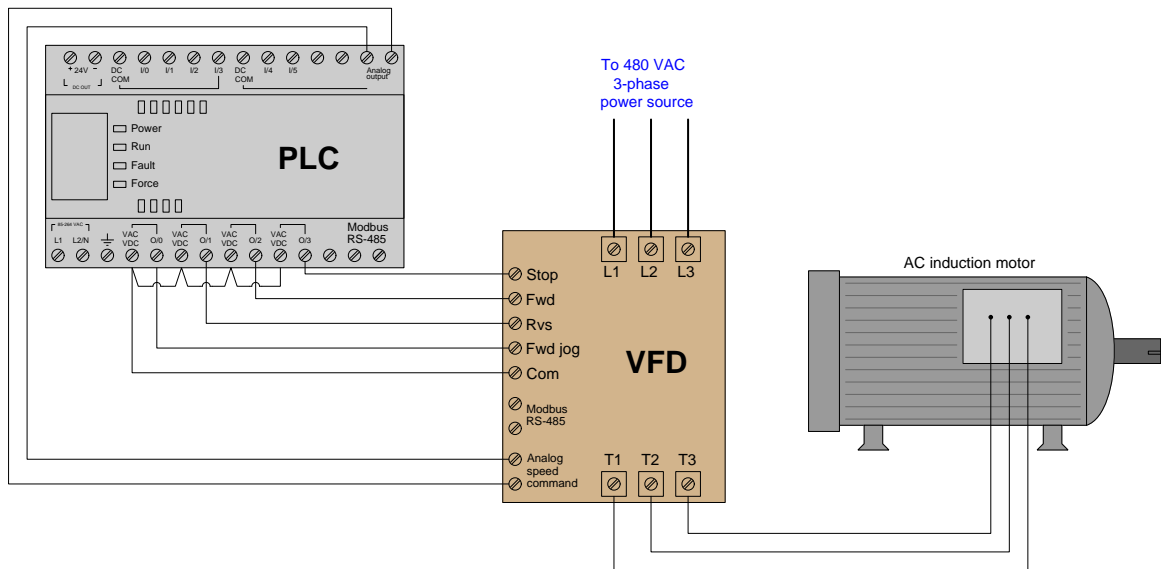 + 24V −
DC OUT
DC
COM
I/0
I/1
I/2
I/3
DC
COM
I/4
I/5
Analog
output
Power
Run
Fault
Force
PLC
85-264 VAC
L1
L2/N
VAC
VDC
O/0
VAC
VDC
O/1
VAC
VDC
O/2
VAC
VDC
O/3
Modbus
RS-485
To 480 VAC
3-phase
power source
L1
L2
L3
Stop
Fwd
Rvs
Fwd jog
Com
Modbus
RS-485
Analog
speed
command
VFD
T1
T2
T3
AC induction motor